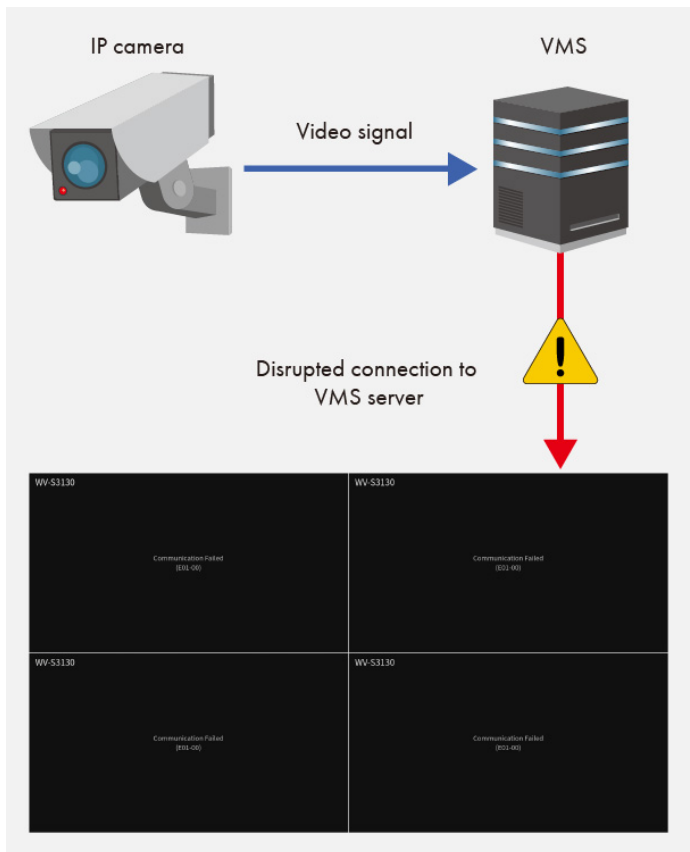 IP camera
VMS
Video signal
Disrupted connection to
VMS server
WV-S3130
WV-S3130
Communication Failed
(E01-00)
Communication Failed
(E01-00)
WV-S3130
WV-S3130
Communication Failed
(E01-00)
Communication Failed
(E01-00)